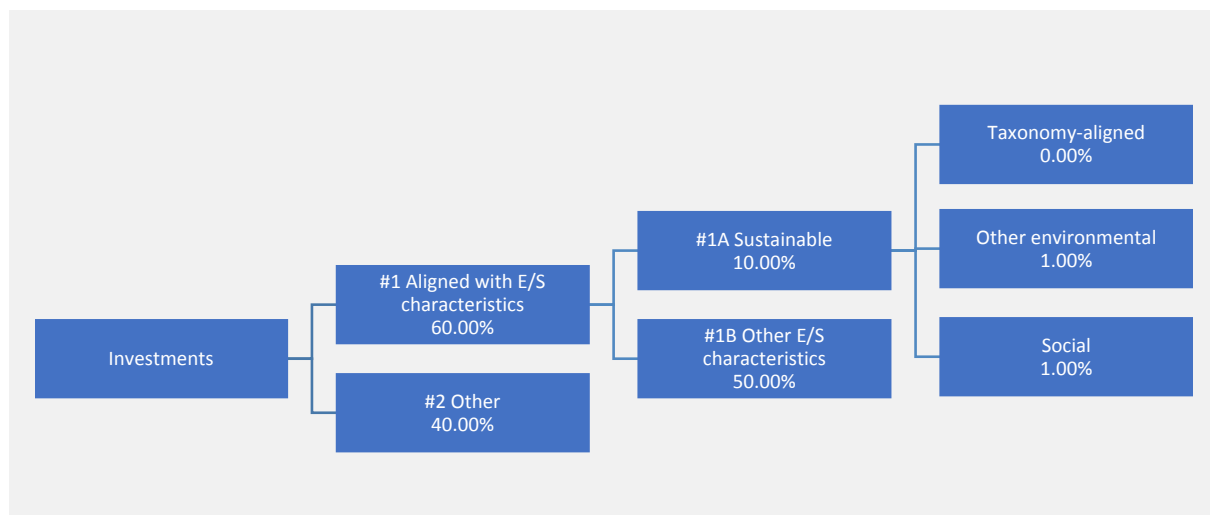 Investments
#1 Aligned with E/S
characteristics
60.00%
#2 Other
40.00%
#1A Sustainable
10.00%
#1B Other E/S
characteristics
50.00%
Taxonomy-aligned
0.00%
Other environmental
1.00%
Social
1.00%